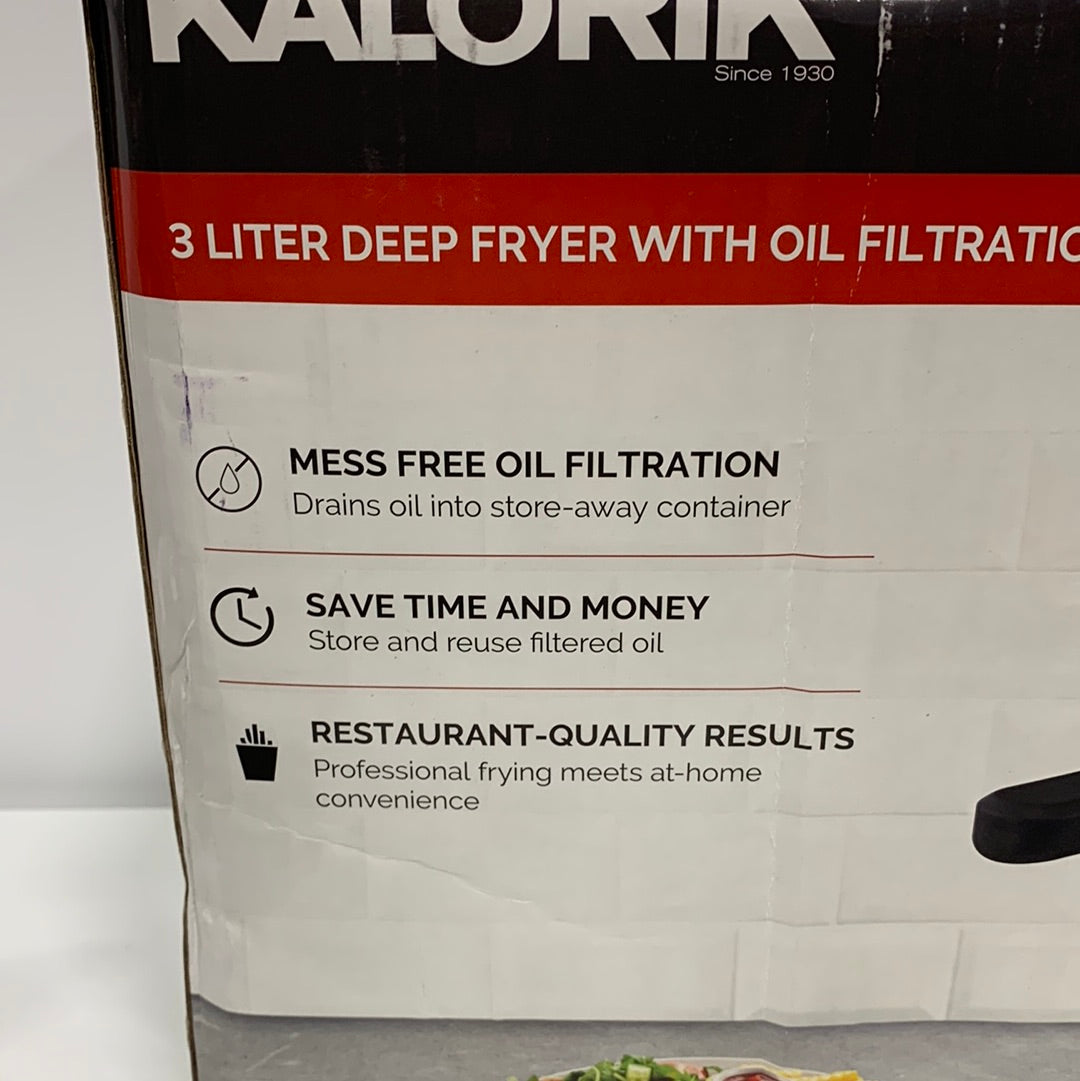 KALORIK
Since 1930
3 LITER DEEP FRYER WITH OIL FILTRATIO
MESS FREE OIL FILTRATION
Drains oil into store-away container
SAVE TIME AND MONEY
Store and reuse filtered oil
RESTAURANT-QUALITY RESULTS
Professional frying meets at-home
convenience